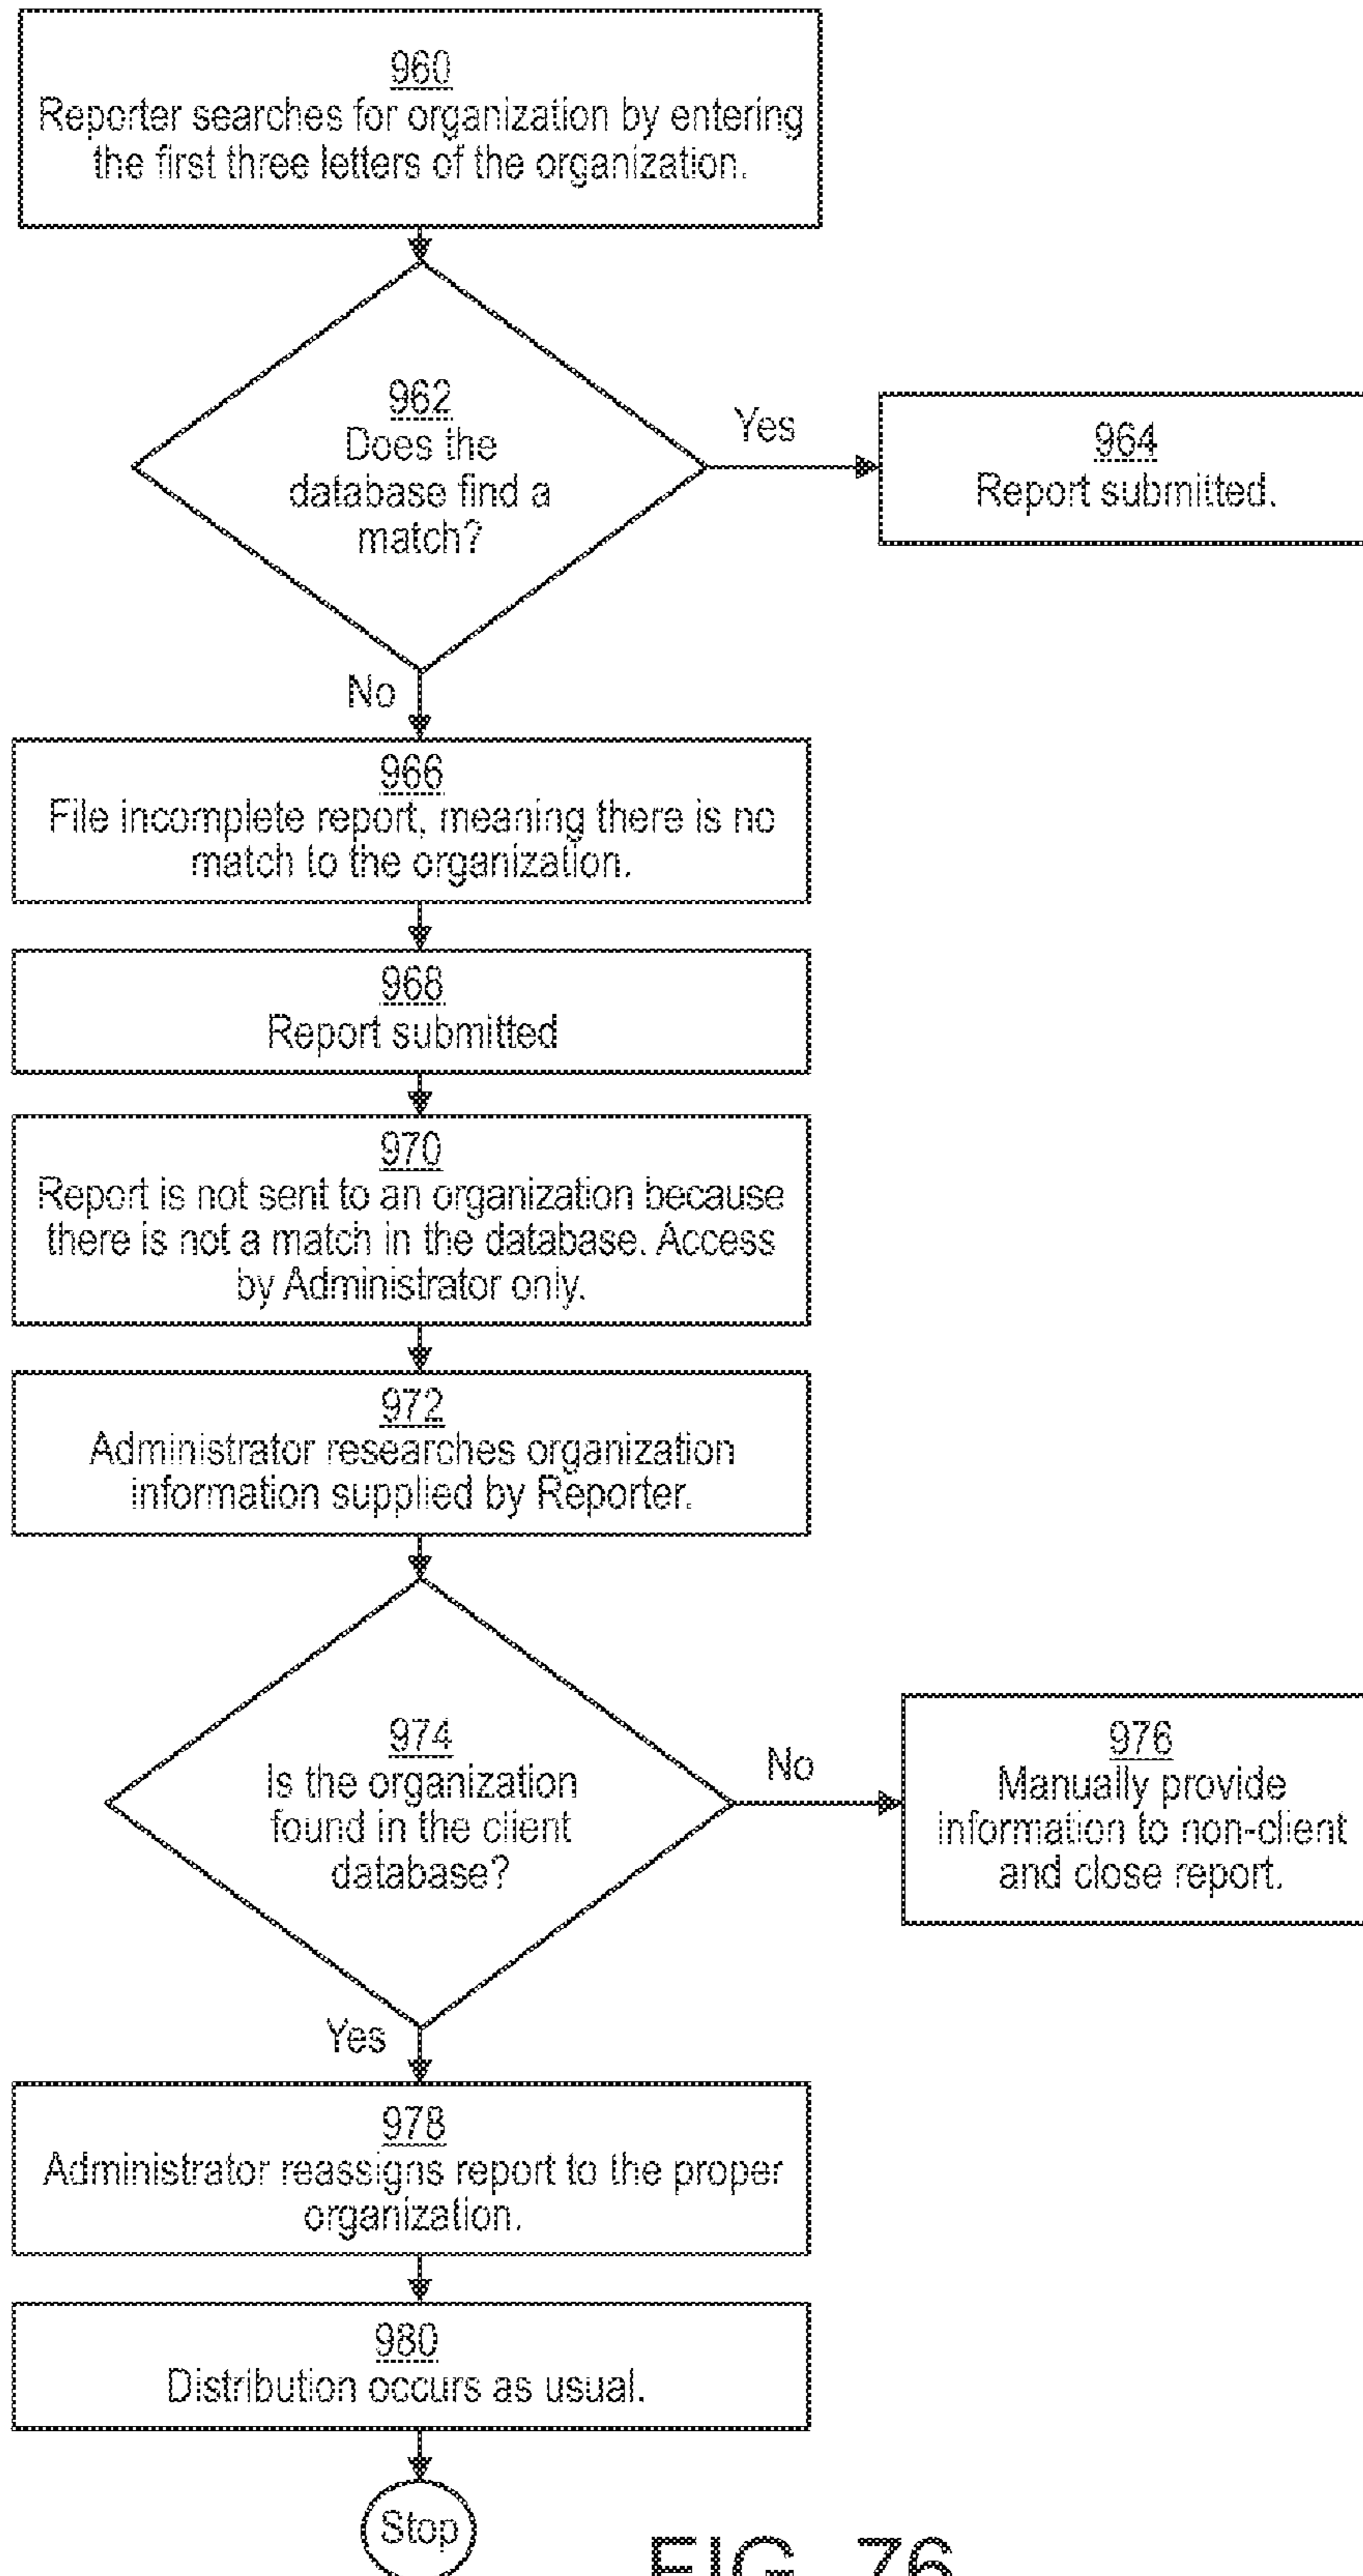 960
Reporter searches for organization by entering
the first three letters of the organization.
962
Does the
database find a
match?
Yes
964
Report submitted.
No
966
File incomplete report, meaning there is no
match to the organization.
968
Report submitted
970
Report is not sent to an organization because
there is not a match in the database. Access
by Administrator only.
972
Administrator researches organization
information supplied by Reporter.
974
Is the organization
found in the client
database?
No
976
Manually provide
information to non-client
and close report.
Yes
978
Administrator reassigns report to the proper
organization.
980
Distribution occurs as usual.
Stop
FIG. 76